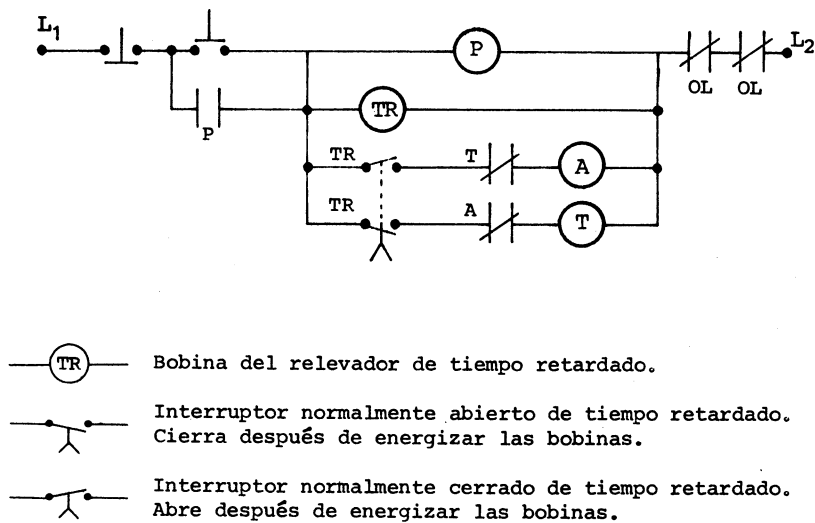 L1
L2
P
OL
OL
P
TR
TR
T
A
TR
A
T
TR
Bobina del relevador de tiempo retardado.
Interruptor normalmente abierto de tiempo retardado.
Cierra después de energizar las bobinas.
Interruptor normalmente cerrado de tiempo retardado.
Abre después de energizar las bobinas.